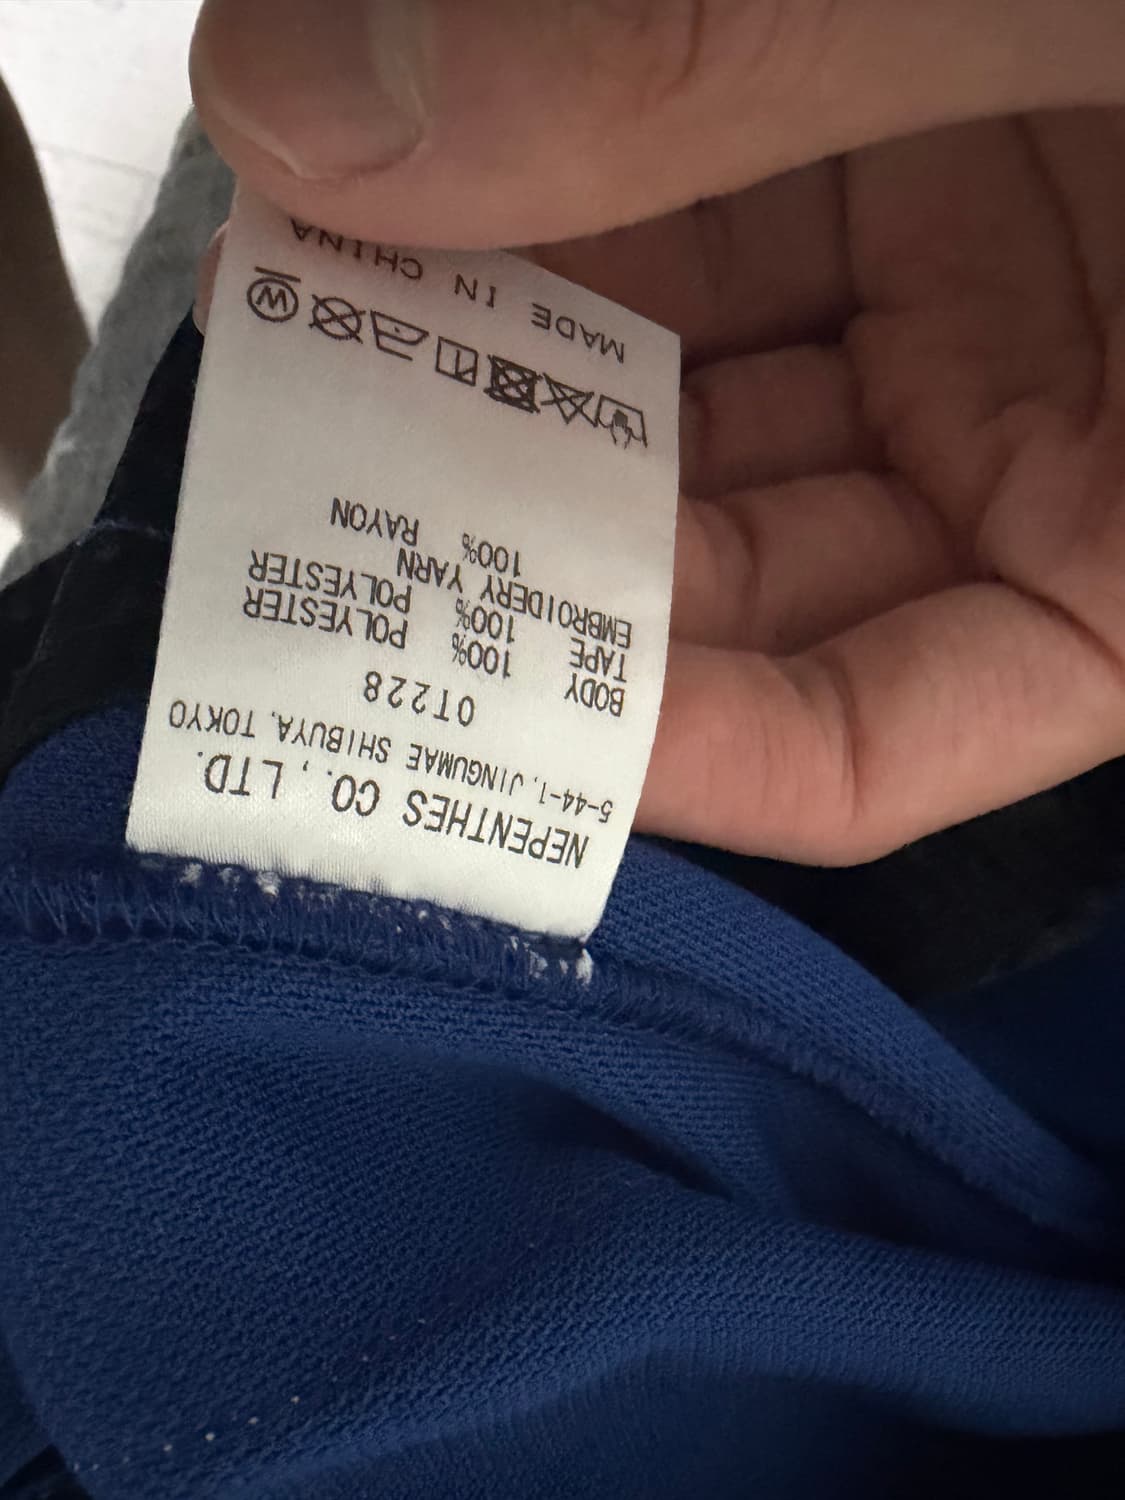 NEPENTHES CO., LTD.
5-44-1, JINGUMAE SHIBUYA, TOKYO
OT228
BODY 100% POLYESTER
TAPE 100% POLYESTER
EMBROIDERY YARN
100% RAYON
W
MADE IN CHINA